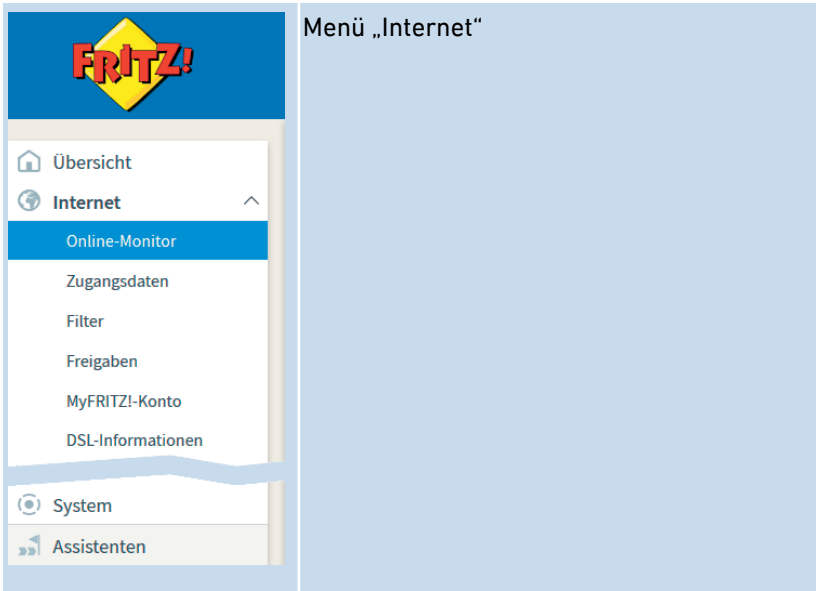 FRITZ!
Menü „Internet“
Übersicht
Internet
Online-Monitor
Zugangsdaten
Filter
Freigaben
MyFRITZ!-Konto
DSL-Informationen
System
Assistenten